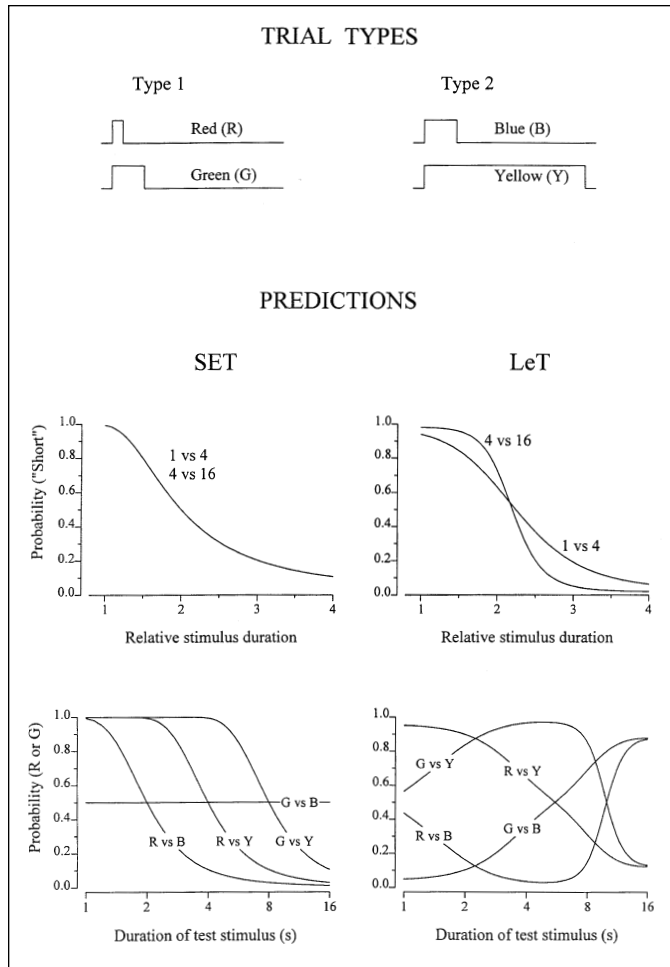 TRIAL TYPES
Type 1
Type 2
Red (R)
Blue (B)
Green (G)
Yellow (Y)
PREDICTIONS
SET
LeT
Probability ("Short")
1.0
0.8
0.6
0.4
0.2
0.0
1 vs 4
4 vs 16
1
2
3
4
Relative stimulus duration
1.0
0.8
0.6
0.4
0.2
0.0
4 vs 16
1 vs 4
1
2
3
4
Relative stimulus duration
Probability (R or G)
1.0
0.8
0.6
0.4
0.2
0.0
G vs B
R vs B
R vs Y
G vs Y
1
2
4
8
16
Duration of test stimulus (s)
1.0
0.8
0.6
0.4
0.2
0.0
G vs Y
R vs Y
R vs B
G vs B
1
2
4
8
16
Duration of test stimulus (s)